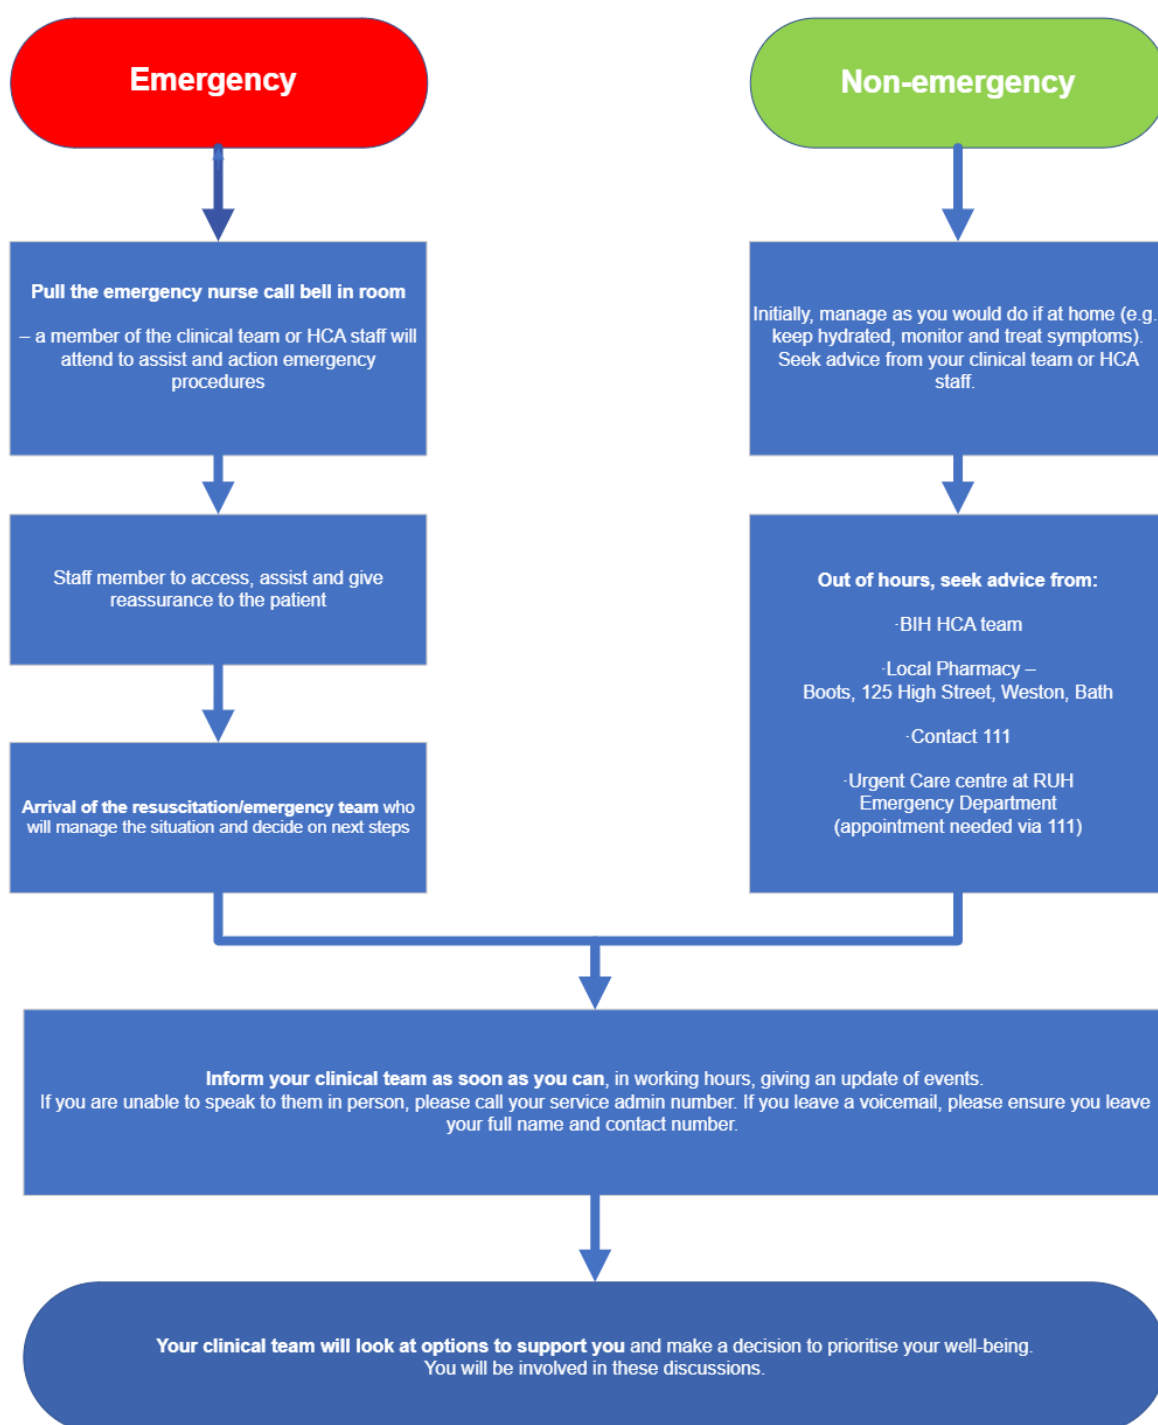 Emergency
Pull the emergency nurse call bell in room
– a member of the clinical team or HCA staff will
attend to assist and action emergency
procedures
Staff member to access, assist and give
reassurance to the patient
Arrival of the resuscitation/emergency team who
will manage the situation and decide on next steps
Non-emergency
Initially, manage as you would do if at home (e.g.
keep hydrated, monitor and treat symptoms).
Seek advice from your clinical team or HCA
staff.
Out of hours, seek advice from:
·BIH HCA team
·Local Pharmacy –
Boots, 125 High Street, Weston, Bath
·Contact 111
·Urgent Care centre at RUH
Emergency Department
(appointment needed via 111)
Inform your clinical team as soon as you can, in working hours, giving an update of events.
If you are unable to speak to them in person, please call your service admin number. If you leave a voicemail, please ensure you leave
your full name and contact number.
Your clinical team will look at options to support you and make a decision to prioritise your well-being.
You will be involved in these discussions.